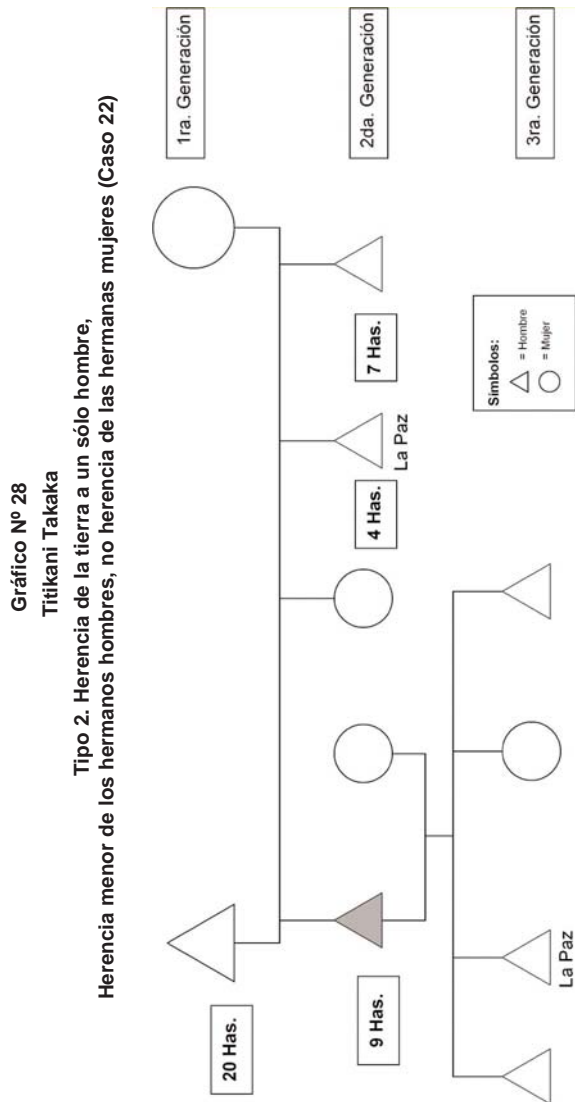 Gráfico Nº 28
Titikani Takaka
Tipo 2. Herencia de la tierra a un sólo hombre,
Herencia menor de los hermanos hombres, no herencia de las hermanas mujeres (Caso 22)
1ra. Generación
20 Has.
2da. Generación
9 Has.
4 Has.
La Paz
7 Has.
3ra. Generación
La Paz
Símbolos:
= Hombre
= Mujer